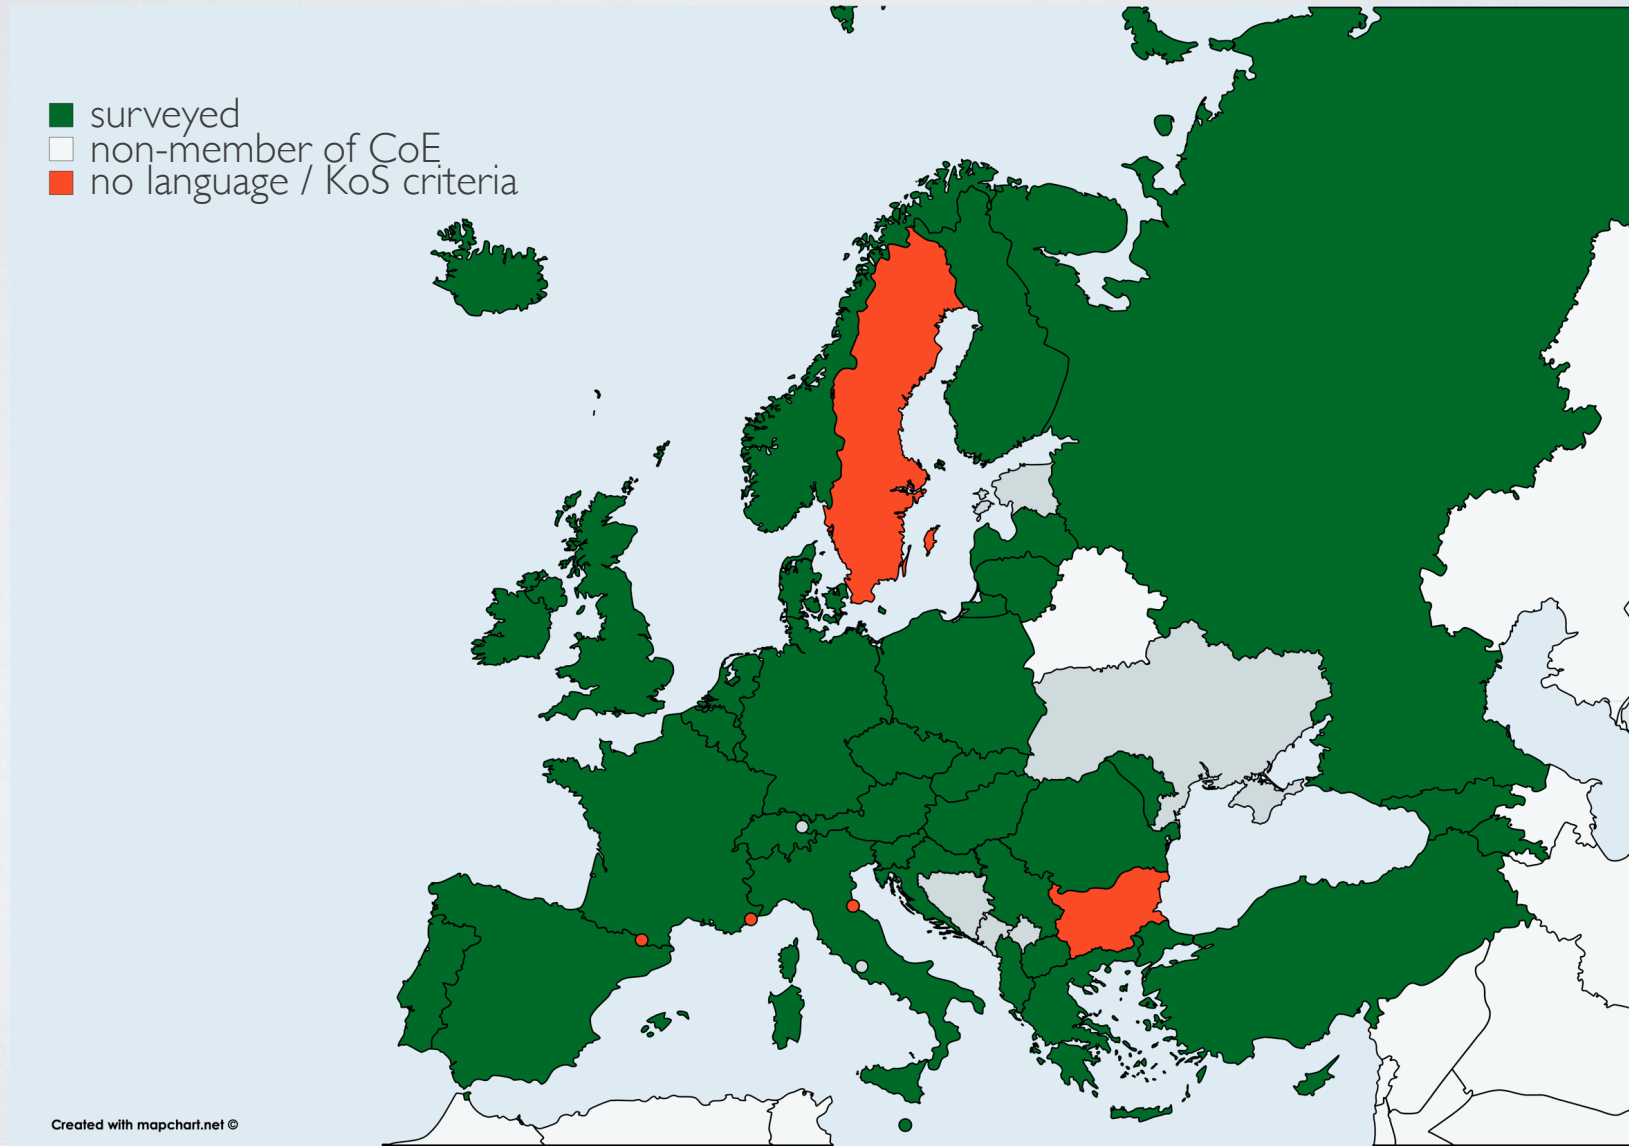 surveyed
non-member of CoE
no language / KoS criteria
Created with mapchart.net ©